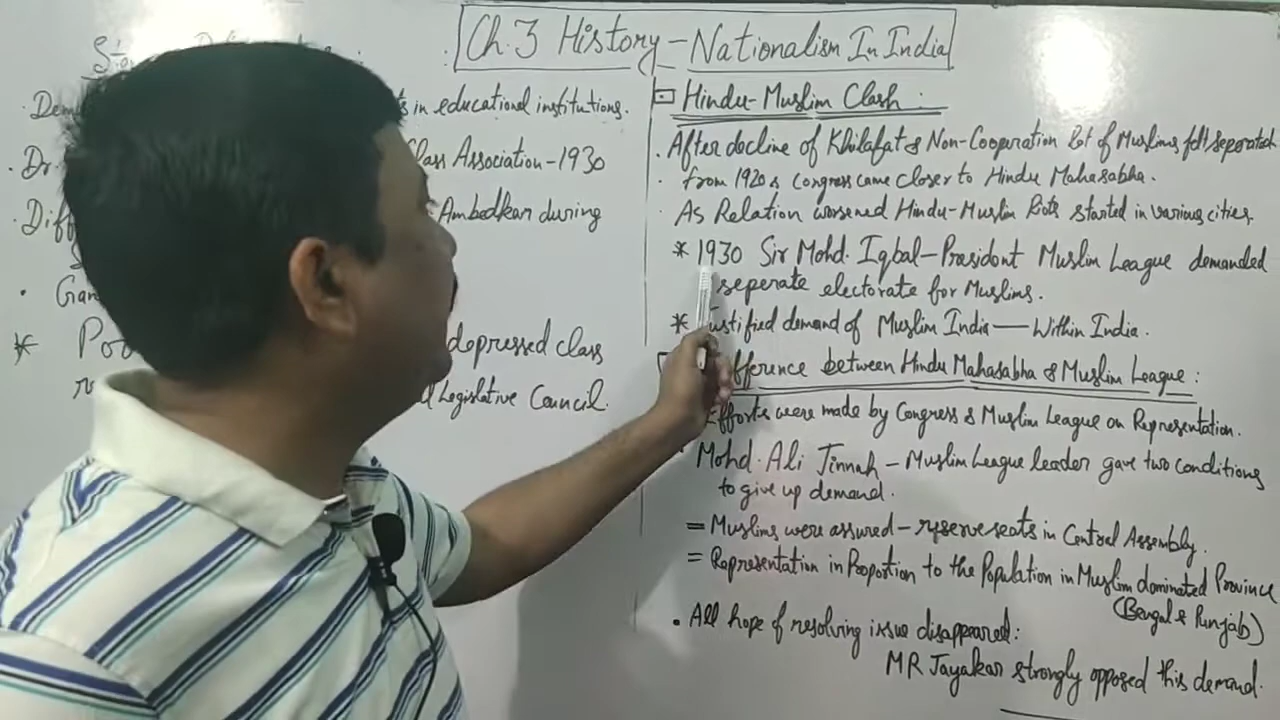 Ch.3 History - Nationalism In India
in educational institutions.
Class Association-1930
Ambedkar during
depressed class
Legislative Council.
Hindu-Muslim Clash
. After decline of Khilafat & Non-Cooperation lot of Muslims felt
. from 1920s Congress came closer to Hindu Mahasabha.
. As Relation worsened Hindu-Muslim Riots started in various cities.
* 1930 Sir Mohd. Iqbal - Muslim League demanded
seperate electorate for Muslims.
* Justified demand of Muslim India — Within India.
fference between Hindu Mahasabha & Muslim League :
Efforts were made by Congress & Muslim League on Representation.
Mohd. Ali Jinnah - Muslim League leader gave two conditions
to give up demand.
= Muslims were assured - reserve seats in Central Assembly.
= Representation in Proportion to the Population in Muslim dominated Province
(Bengal & Punjab)
. All hope of resolving issue disappeared:
MR Jayakar strongly opposed this demand.